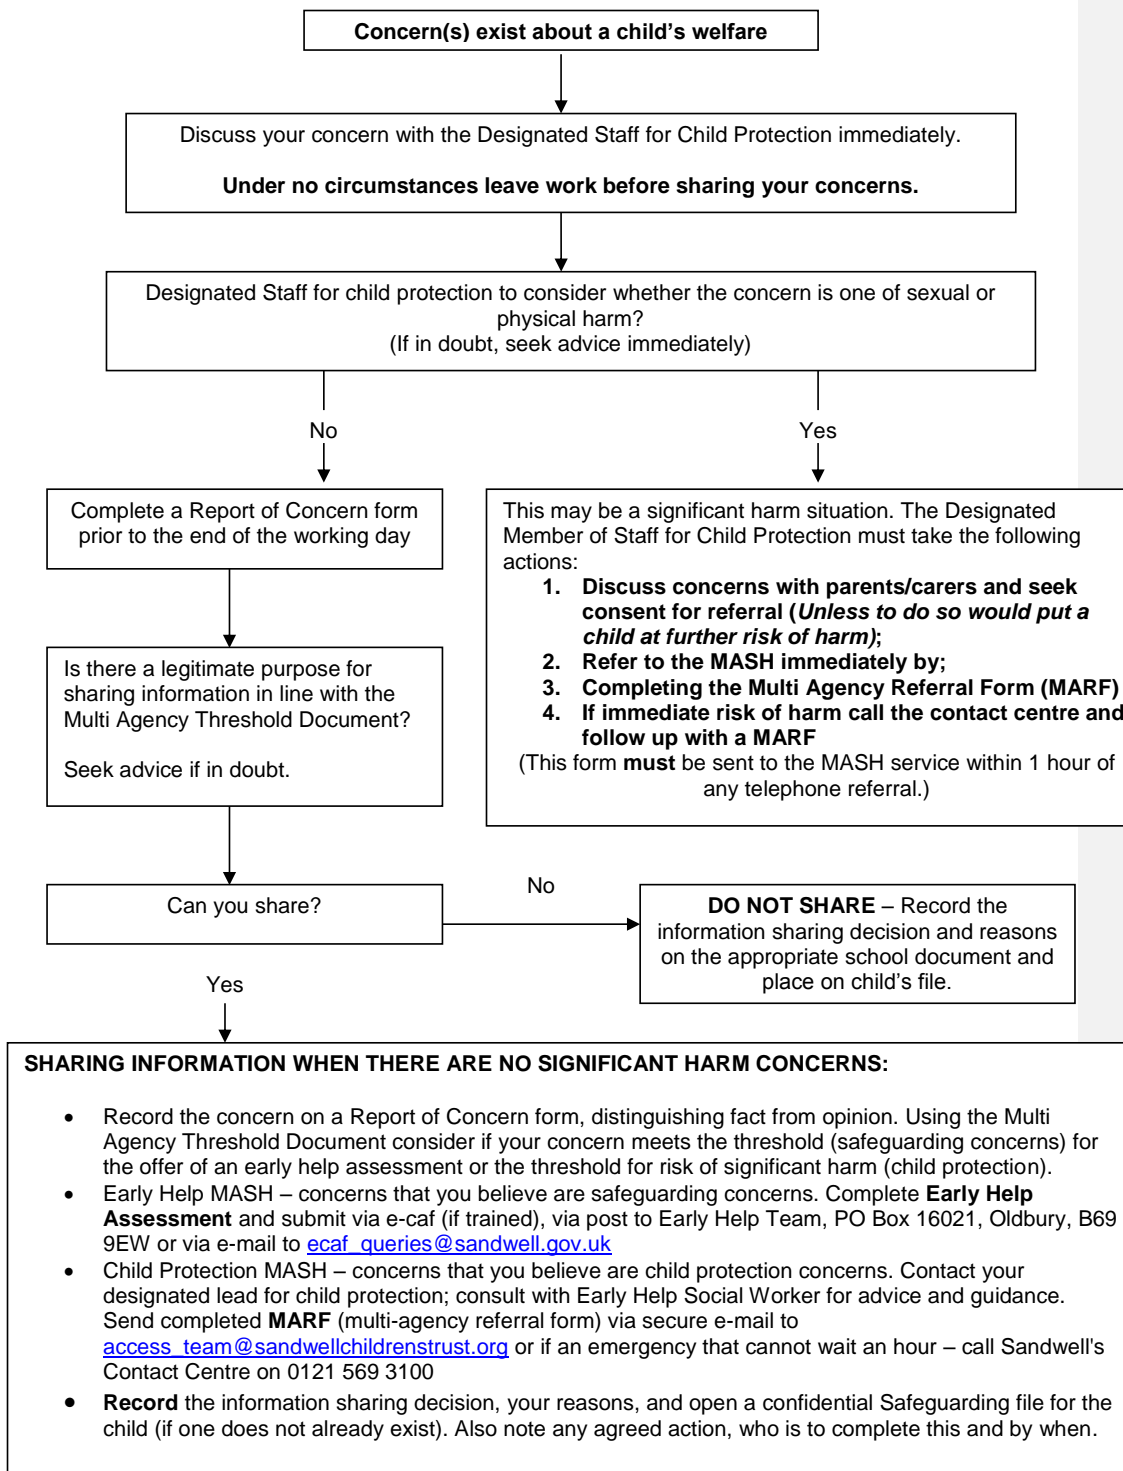 Concern(s) exist about a child's welfare
Discuss your concern with the Designated Staff for Child Protection immediately.
Under no circumstances leave work before sharing your concerns.
Designated Staff for child protection to consider whether the concern is one of sexual or
physical harm?
(If in doubt, seek advice immediately)
No
Yes
Complete a Report of Concern form
prior to the end of the working day
This may be a significant harm situation. The Designated
Member of Staff for Child Protection must take the following
actions:
1. Discuss concerns with parents/carers and seek
consent for referral (Unless to do so would put a
child at further risk of harm);
2. Refer to the MASH immediately by;
3. Completing the Multi Agency Referral Form (MARF)
4. If immediate risk of harm call the contact centre and
follow up with a MARF
(This form must be sent to the MASH service within 1 hour of
any telephone referral.)
Is there a legitimate purpose for
sharing information in line with the
Multi Agency Threshold Document?
Seek advice if in doubt.
Can you share?
No
DO NOT SHARE – Record the
information sharing decision and reasons
on the appropriate school document and
place on child's file.
Yes
SHARING INFORMATION WHEN THERE ARE NO SIGNIFICANT HARM CONCERNS:
• Record the concern on a Report of Concern form, distinguishing fact from opinion. Using the Multi
Agency Threshold Document consider if your concern meets the threshold (safeguarding concerns) for
the offer of an early help assessment or the threshold for risk of significant harm (child protection).
• Early Help MASH – concerns that you believe are safeguarding concerns. Complete Early Help
Assessment and submit via e-caf (if trained), via post to Early Help Team, PO Box 16021, Oldbury, B69
9EW or via e-mail to ecaf_queries@sandwell.gov.uk
• Child Protection MASH – concerns that you believe are child protection concerns. Contact your
designated lead for child protection; consult with Early Help Social Worker for advice and guidance.
Send completed MARF (multi-agency referral form) via secure e-mail to
access_team@sandwellchildrenstrust.org or if an emergency that cannot wait an hour – call Sandwell's
Contact Centre on 0121 569 3100
• Record the information sharing decision, your reasons, and open a confidential Safeguarding file for the
child (if one does not already exist). Also note any agreed action, who is to complete this and by when.